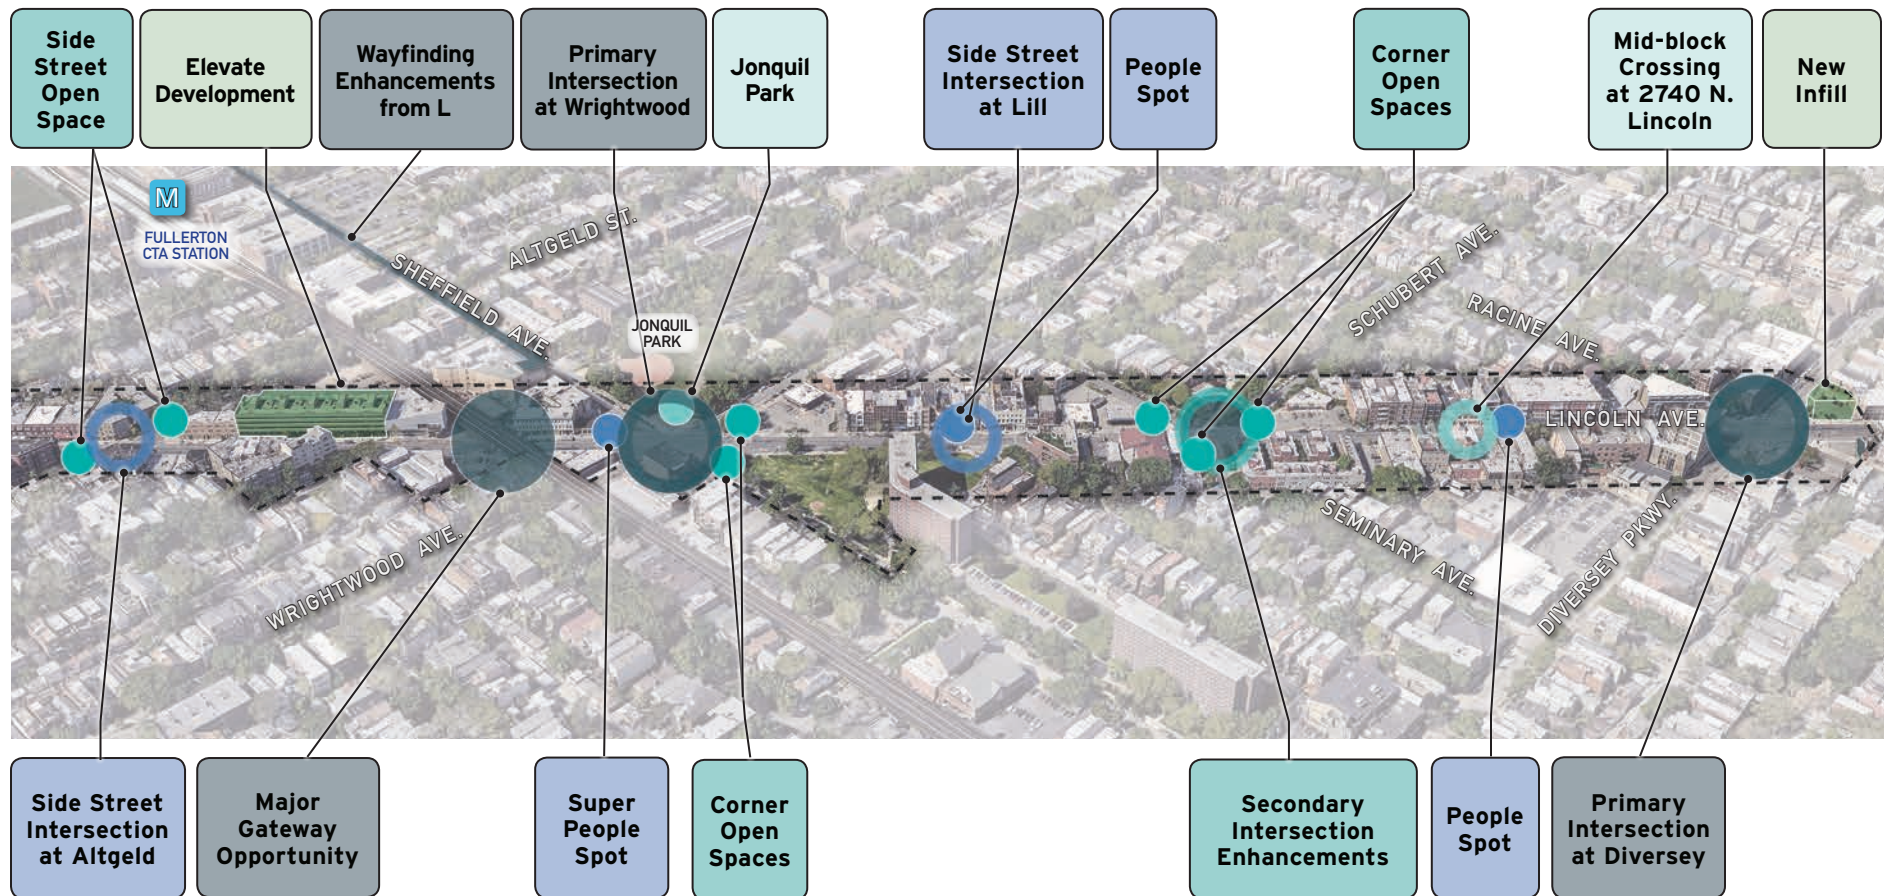 Side
Street
Open
Space
Elevate
Development
Wayfinding
Enhancements
from L
Primary
Intersection
at Wrightwood
Jonquil
Park
Side Street
Intersection
at Lill
People
Spot
Corner
Open
Spaces
Mid-block
Crossing
at 2740 N.
Lincoln
New
Infill
M
FULLERTON
CTA STATION
ALTGELD ST.
SHEFFIELD AVE.
JONQUIL
PARK
SCHUBERT AVE.
RACINE AVE.
LINCOLN AVE.
WRIGHTWOOD AVE.
SEMINARY AVE.
DIVERSEY PKWY.
Side Street
Intersection
at Altgeld
Major
Gateway
Opportunity
Super
People
Spot
Corner
Open
Spaces
Secondary
Intersection
Enhancements
People
Spot
Primary
Intersection
at Diversey